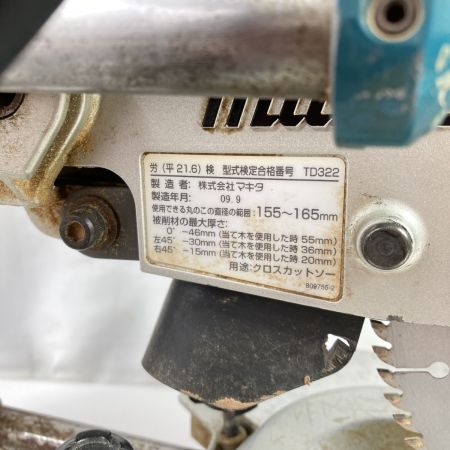 労(平21.6)検 型式検定合格番号 TD322
製造者: 株式会社マキタ
製造年月: 09.9
使用できる丸のこの直径の範囲:155~165mm
被削材の最大厚さ:
0° -46mm(当て木を使用した時 55mm)
左45° -30mm(当て木を使用した時 36mm)
右45° -15mm(当て木を使用した時 20mm)
用途:クロスカットソー
809755-2